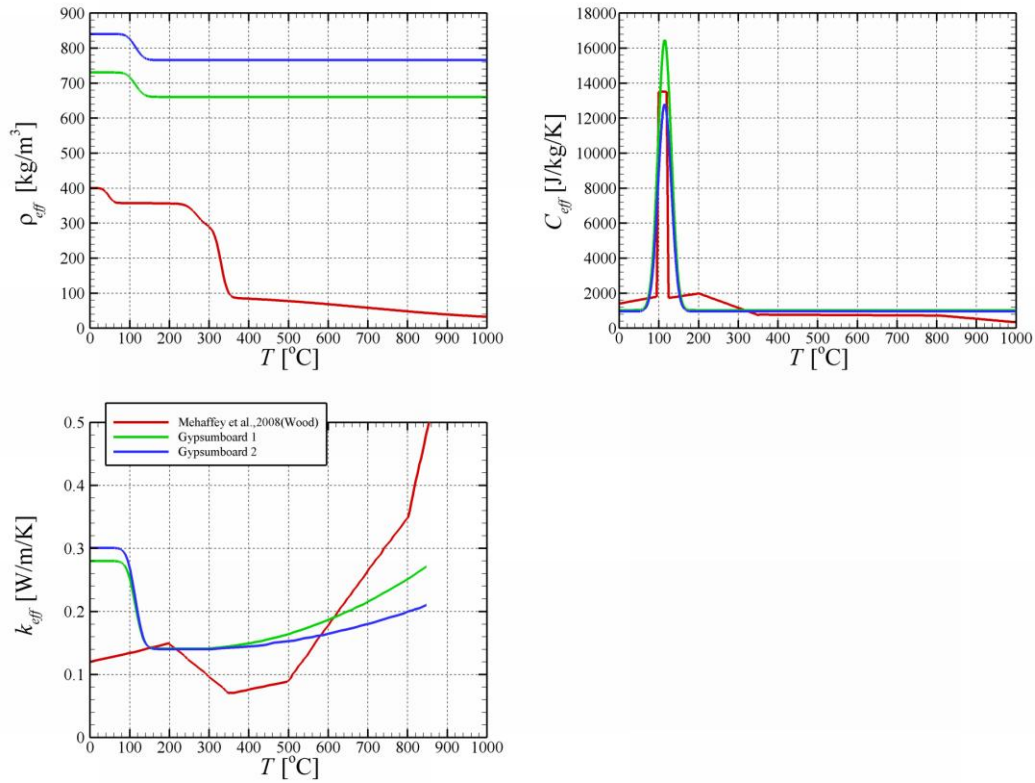 900
800
700
600
500
400
300
200
100
0
ρeff [kg/m³]
0 100 200 300 400 500 600 700 800 900 1000
T [°C]
18000
16000
14000
12000
10000
8000
6000
4000
2000
0
Ceff [J/kg/K]
0 100 200 300 400 500 600 700 800 900 1000
T [°C]
Mehaffey et al.,2008(Wood)
Gypsumboard 1
Gypsumboard 2
0.5
0.4
0.3
0.2
0.1
0
keff [W/m/K]
0 100 200 300 400 500 600 700 800 900 1000
T [°C]